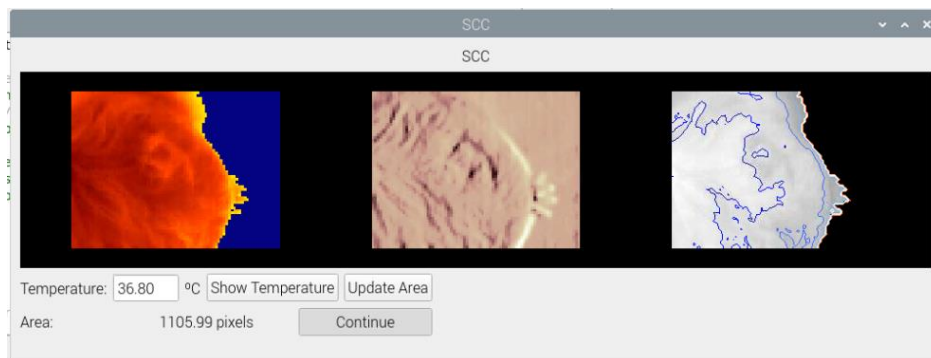 SCC
SCC
Temperature: 36.80 ºC Show Temperature Update Area
Area: 1105.99 pixels Continue